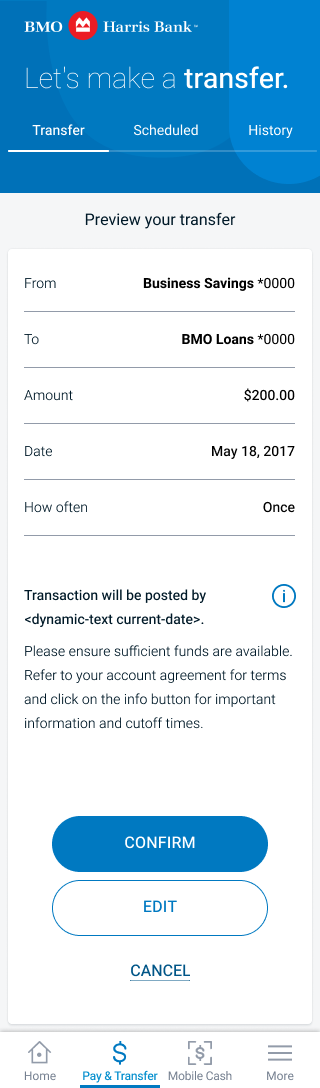 BMO Harris Bank℠
Let's make a transfer.
Transfer Scheduled History
Preview your transfer
From Business Savings *0000
To BMO Loans *0000
Amount $200.00
Date May 18, 2017
How often Once
Transaction will be posted by
<dynamic-text current-date>.
Please ensure sufficient funds are available.
Refer to your account agreement for terms
and click on the info button for important
information and cutoff times.
CONFIRM
EDIT
CANCEL
Home Pay & Transfer Mobile Cash More